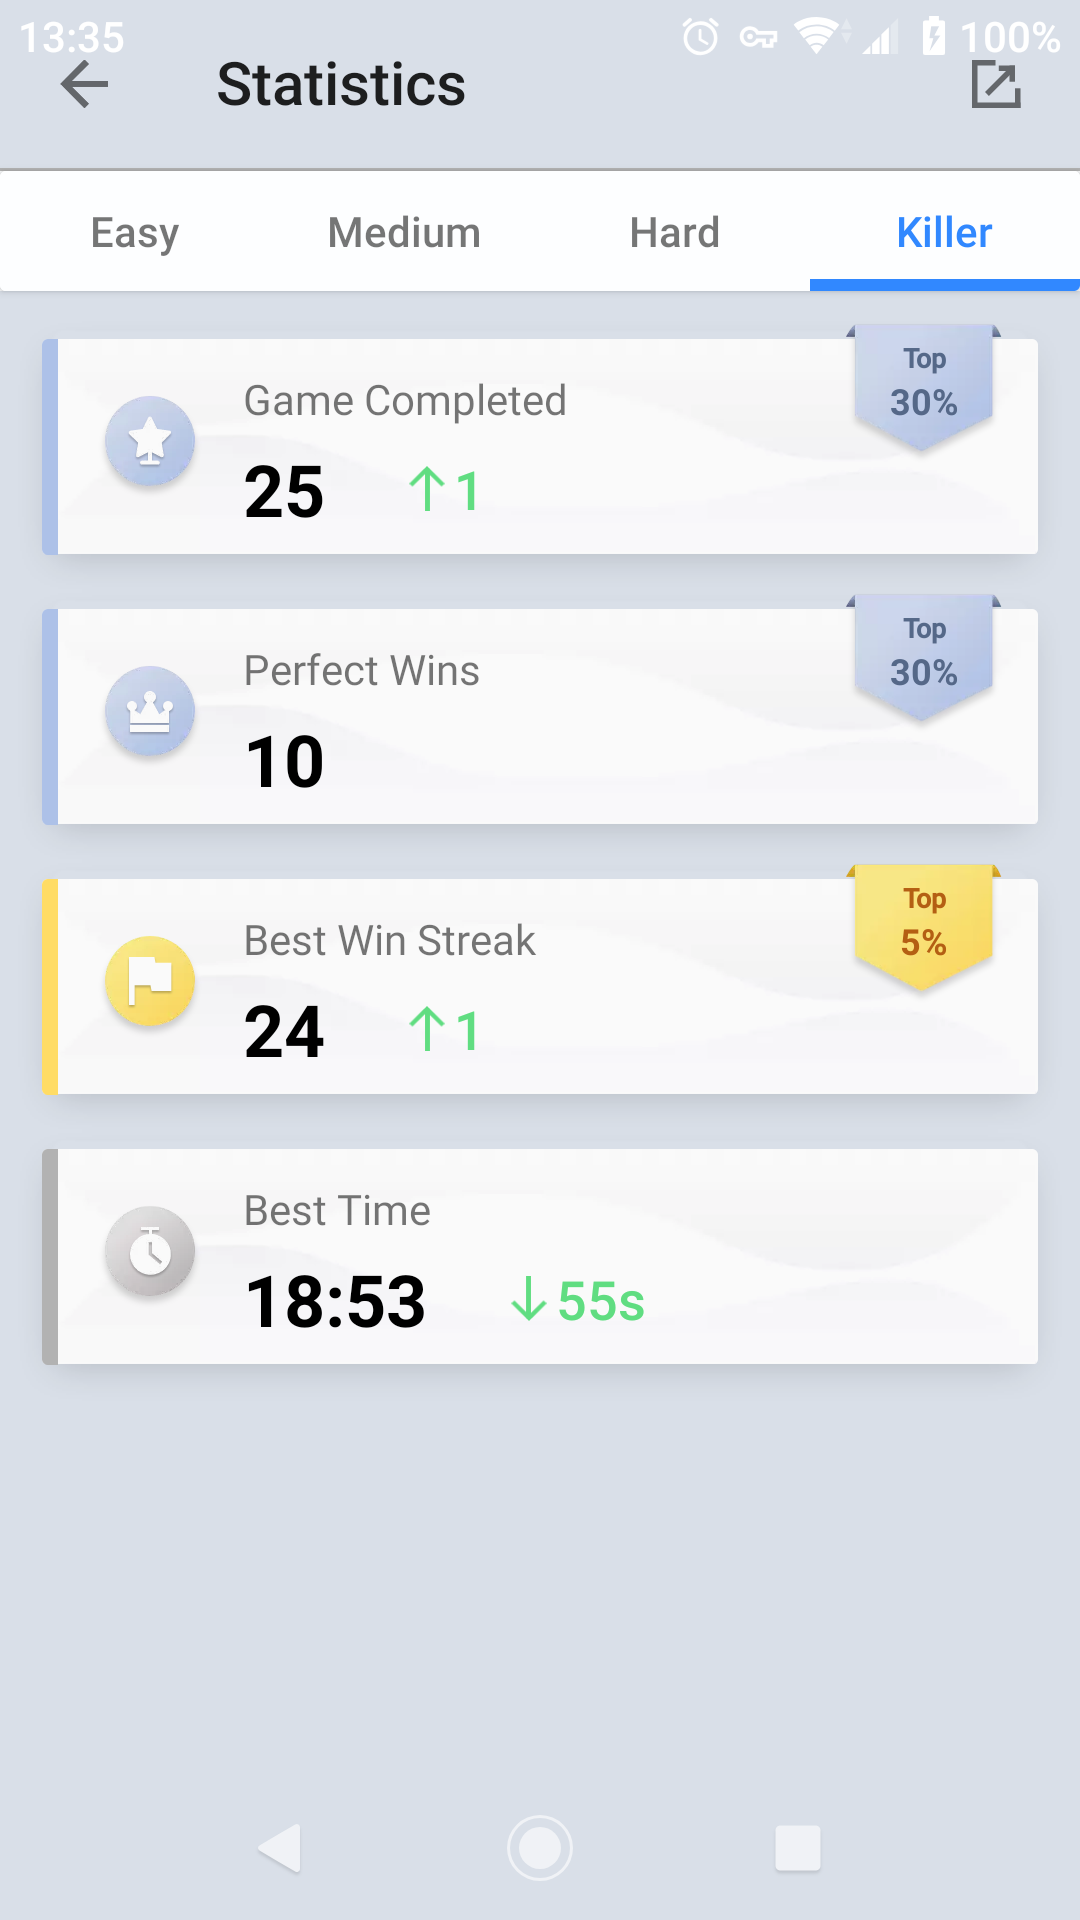 13:35
100%
Statistics
Easy Medium Hard Killer
Game Completed
Top
30%
25 ↑1
Perfect Wins
Top
30%
10
Best Win Streak
Top
5%
24 ↑1
Best Time
18:53 ↓55s